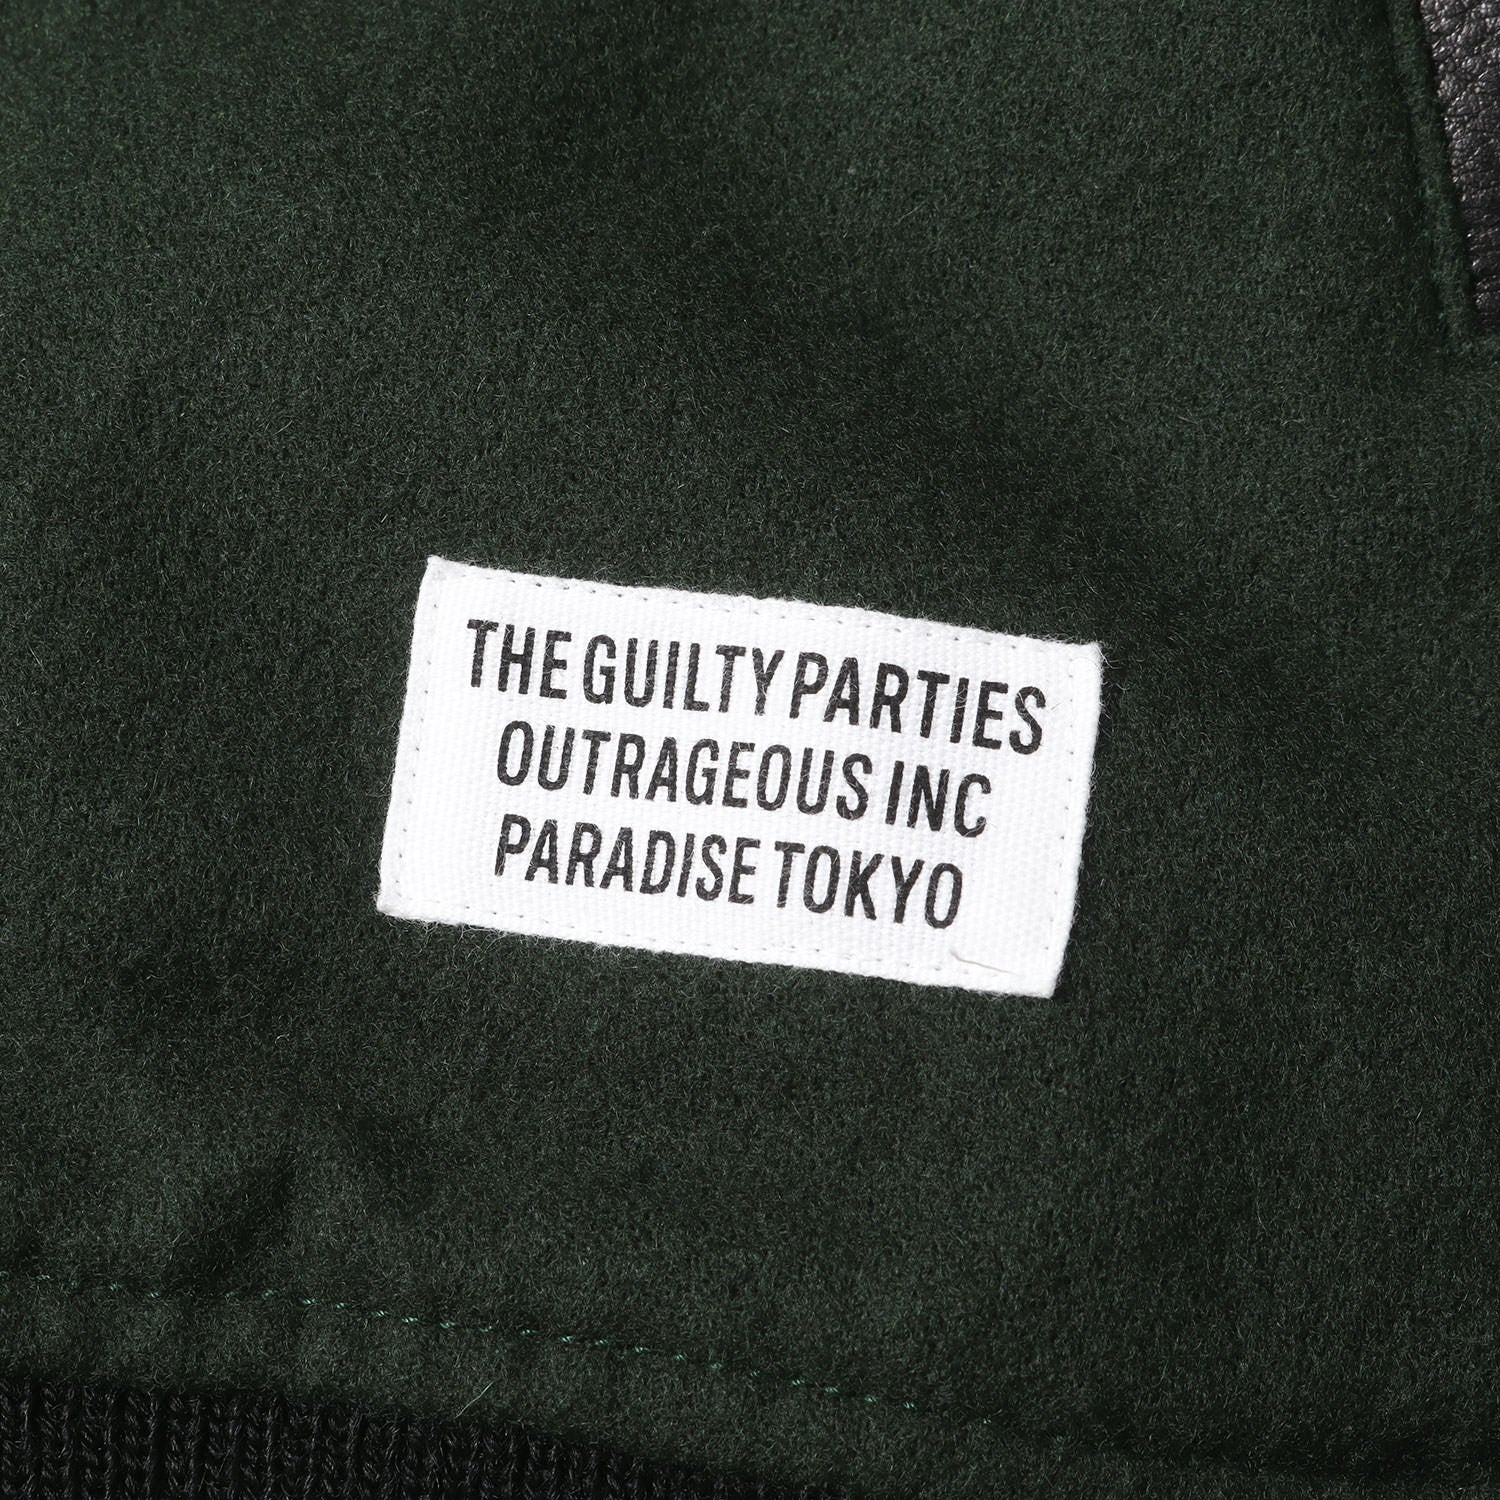 THE GUILTY PARTIES
OUTRAGEOUS INC
PARADISE TOKYO